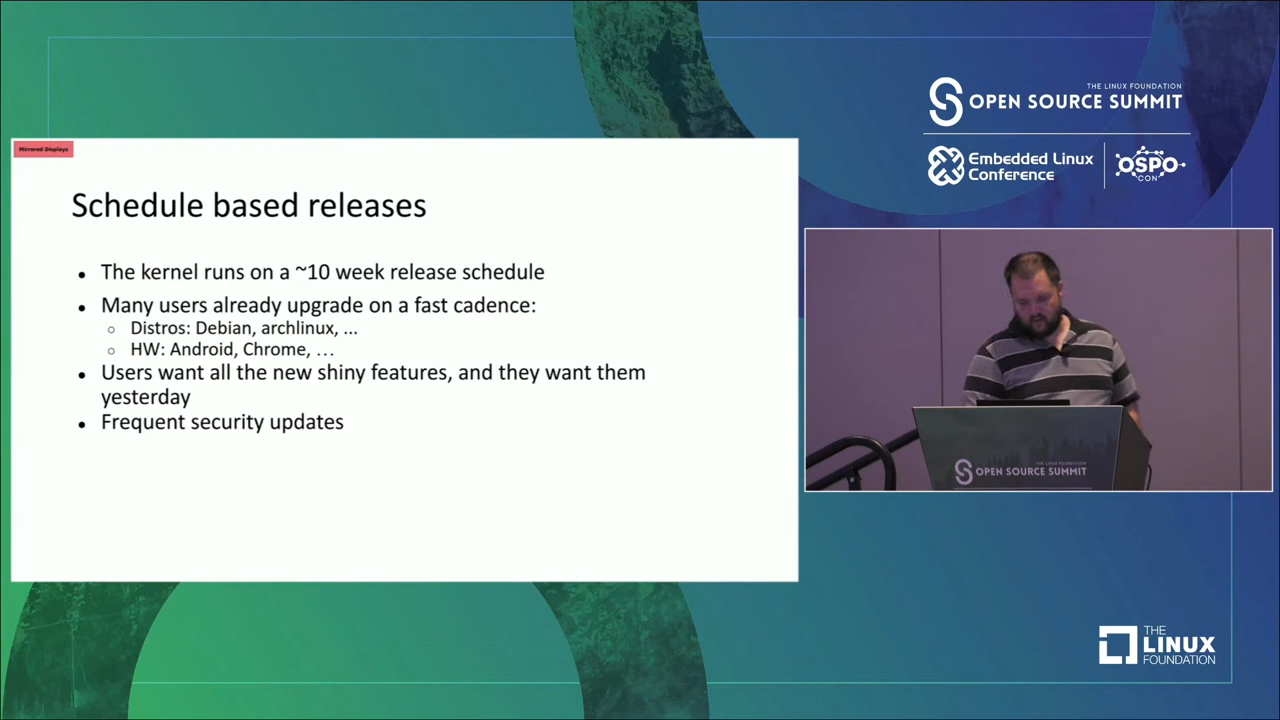 THE LINUX FOUNDATION
OPEN SOURCE SUMMIT
Embedded Linux
Conference
OSPO
CON
Mirrored Displays
Schedule based releases
● The kernel runs on a ~10 week release schedule
● Many users already upgrade on a fast cadence:
○ Distros: Debian, archlinux, ...
○ HW: Android, Chrome, …
● Users want all the new shiny features, and they want them
yesterday
● Frequent security updates
THE LINUX FOUNDATION
OPEN SOURCE SUMMIT
THE
LINUX
FOUNDATION